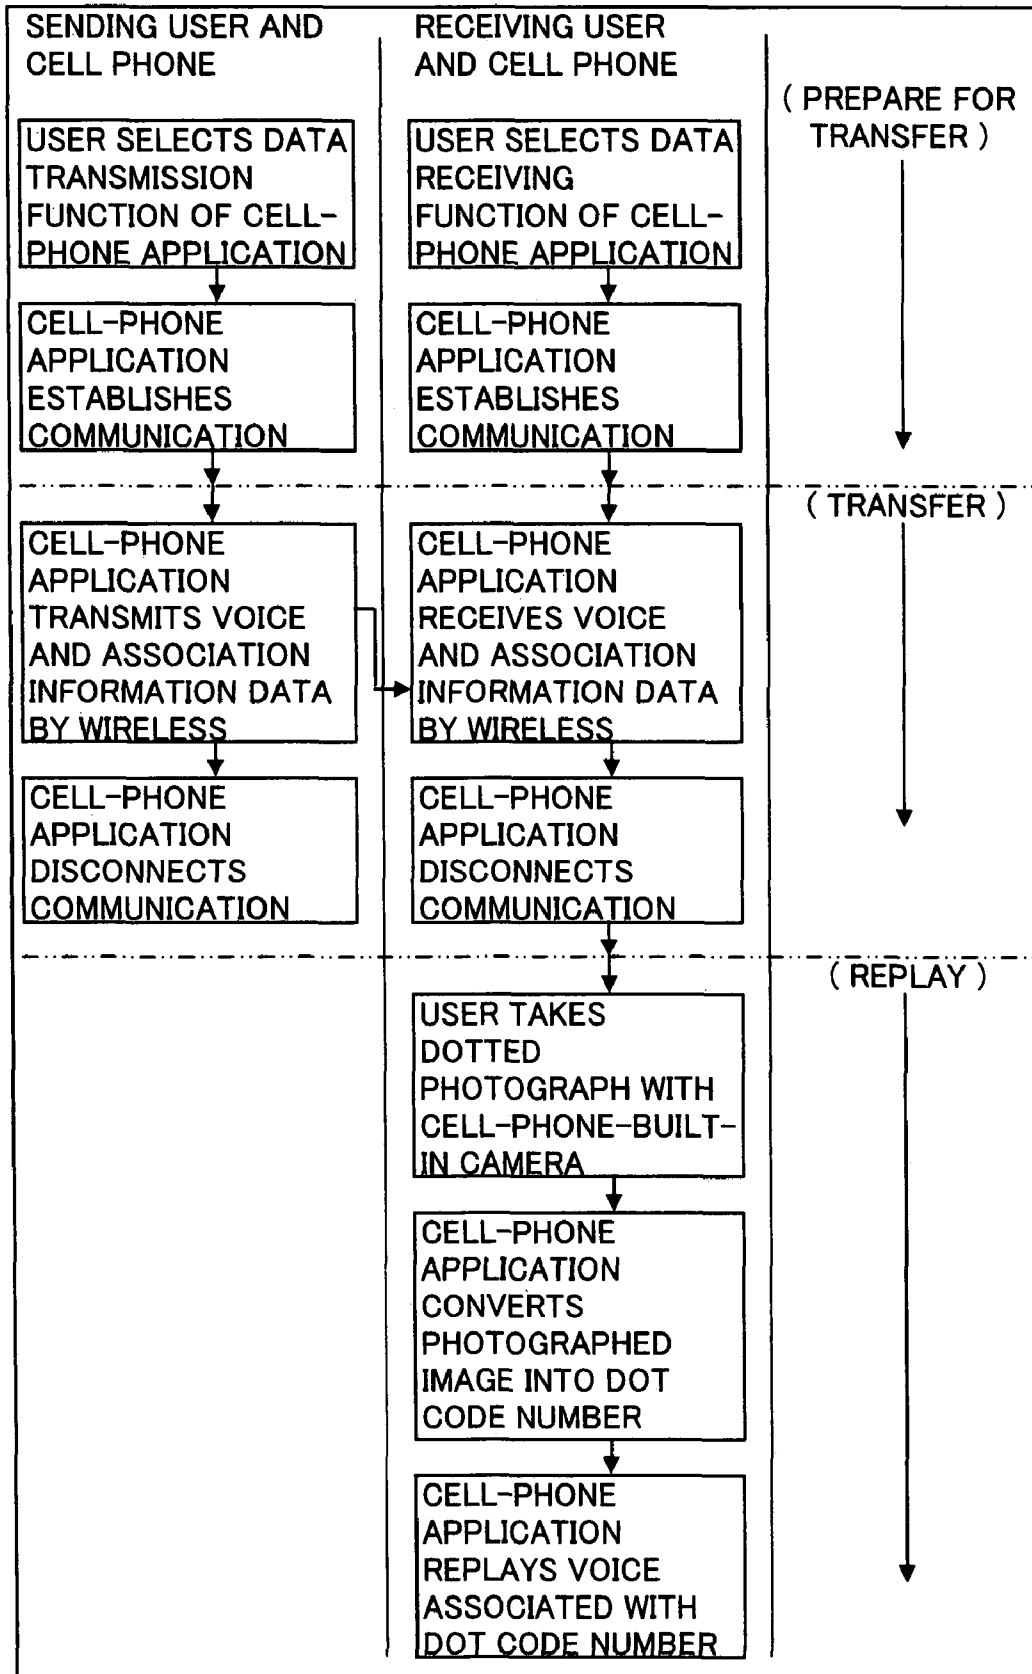 SENDING USER AND
CELL PHONE
RECEIVING USER
AND CELL PHONE
( PREPARE FOR
TRANSFER )
USER SELECTS DATA
TRANSMISSION
FUNCTION OF CELL-
PHONE APPLICATION
USER SELECTS DATA
RECEIVING
FUNCTION OF CELL-
PHONE APPLICATION
CELL-PHONE
APPLICATION
ESTABLISHES
COMMUNICATION
CELL-PHONE
APPLICATION
ESTABLISHES
COMMUNICATION
( TRANSFER )
CELL-PHONE
APPLICATION
TRANSMITS VOICE
AND ASSOCIATION
INFORMATION DATA
BY WIRELESS
CELL-PHONE
APPLICATION
RECEIVES VOICE
AND ASSOCIATION
INFORMATION DATA
BY WIRELESS
CELL-PHONE
APPLICATION
DISCONNECTS
COMMUNICATION
CELL-PHONE
APPLICATION
DISCONNECTS
COMMUNICATION
( REPLAY )
USER TAKES
DOTTED
PHOTOGRAPH WITH
CELL-PHONE-BUILT-
IN CAMERA
CELL-PHONE
APPLICATION
CONVERTS
PHOTOGRAPHED
IMAGE INTO DOT
CODE NUMBER
CELL-PHONE
APPLICATION
REPLAYS VOICE
ASSOCIATED WITH
DOT CODE NUMBER